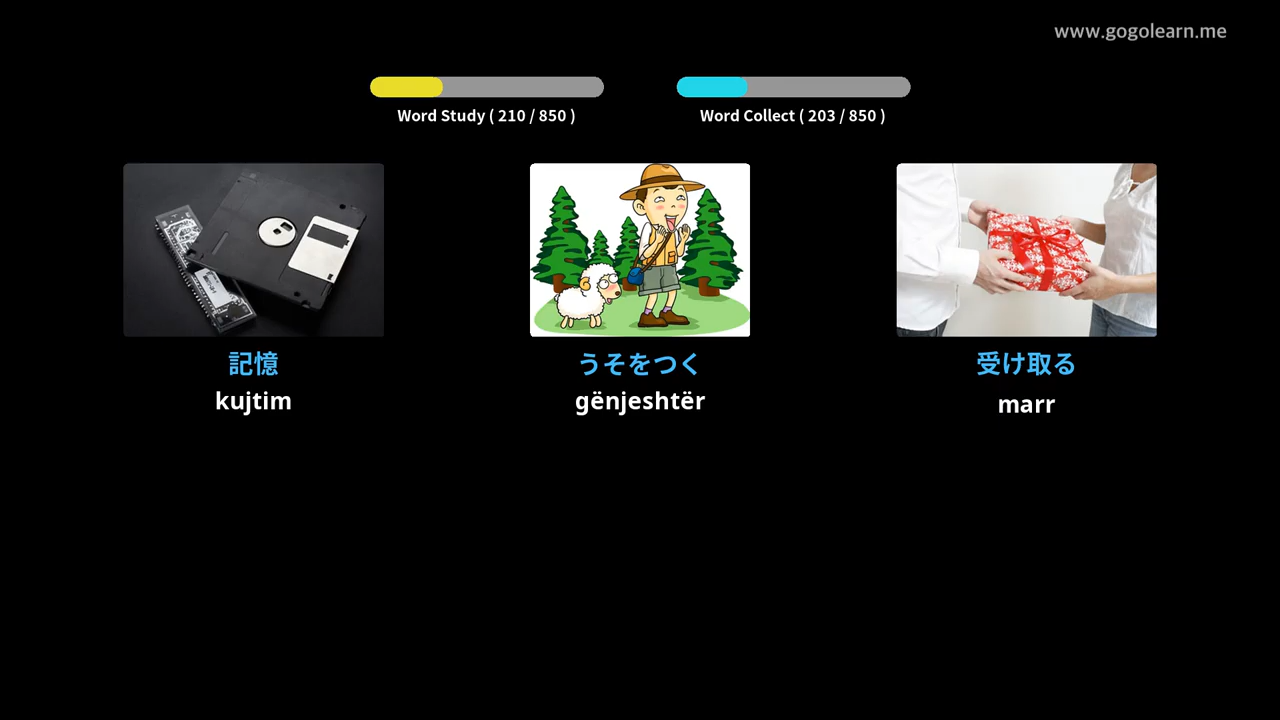 www.gogolearn.me
Word Study ( 210 / 850 )
Word Collect ( 203 / 850 )
記憶
kujtim
うそをつく
gënjeshtër
受け取る
marr